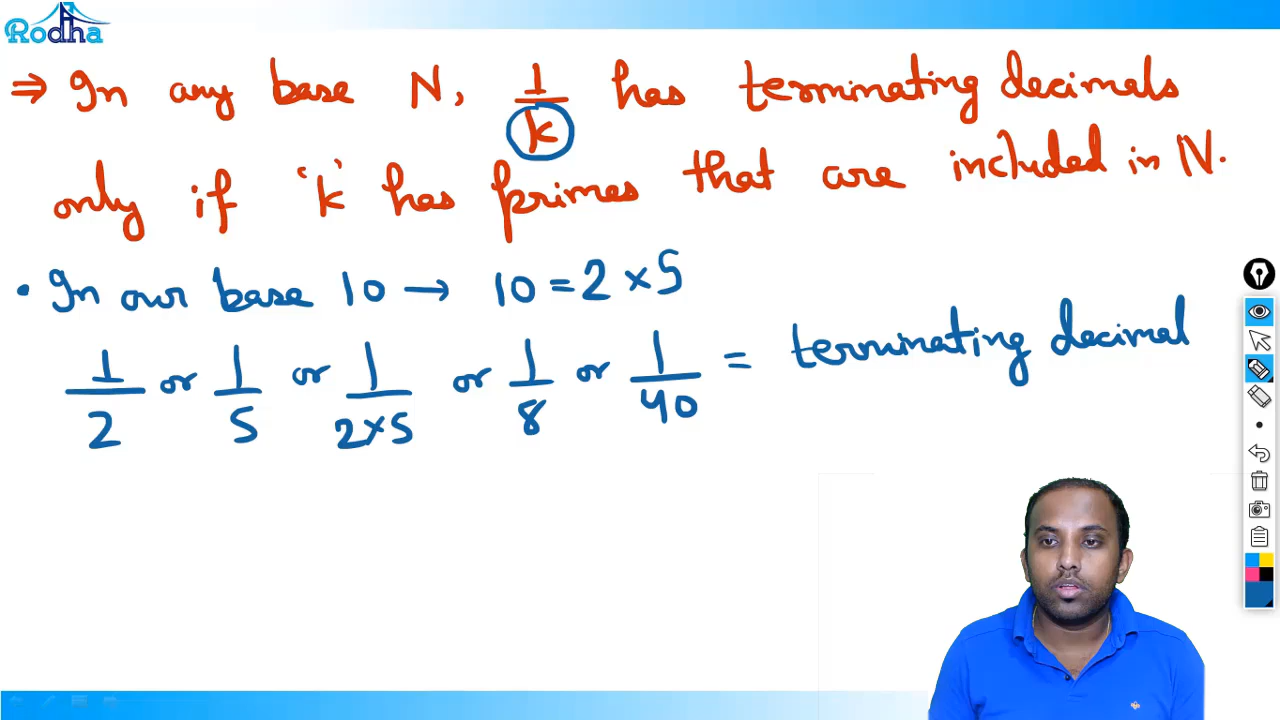 Rodha
⇒ In any base N, 1/k has terminating decimals
only if 'k' has primes that are included in N.
• In our base 10 → 10 = 2 × 5
1/2 or 1/5 or 1/2×5 or 1/8 or 1/40 = terminating decimal